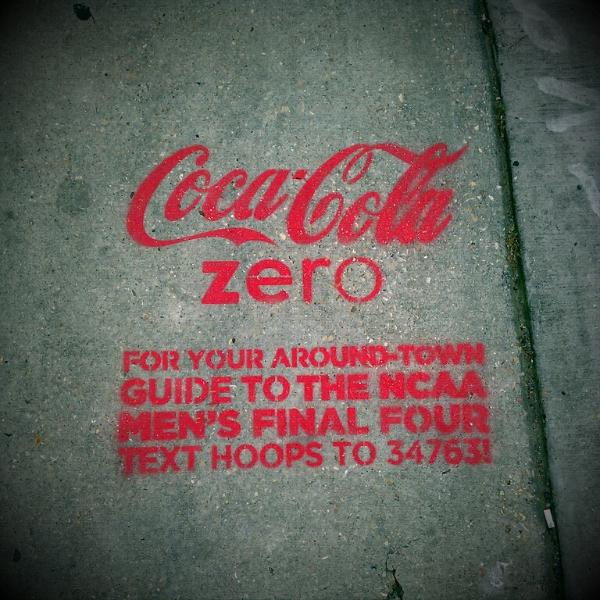 Coca-Cola
zero
FOR YOUR AROUND-TOWN
GUIDE TO THE NCAA
MEN'S FINAL FOUR
TEXT HOOPS TO 34763!